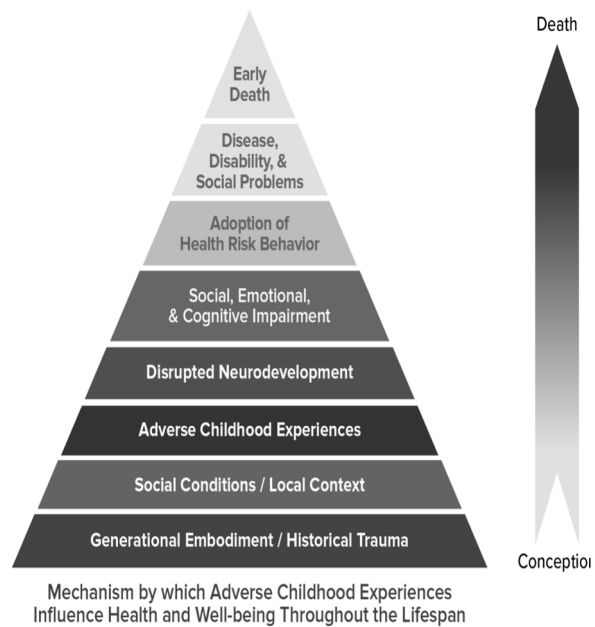 Death
Early
Death
Disease,
Disability, &
Social Problems
Adoption of
Health Risk Behavior
Social, Emotional,
& Cognitive Impairment
Disrupted Neurodevelopment
Adverse Childhood Experiences
Social Conditions / Local Context
Generational Embodiment / Historical Trauma
Conception
Mechanism by which Adverse Childhood Experiences
Influence Health and Well-being Throughout the Lifespan